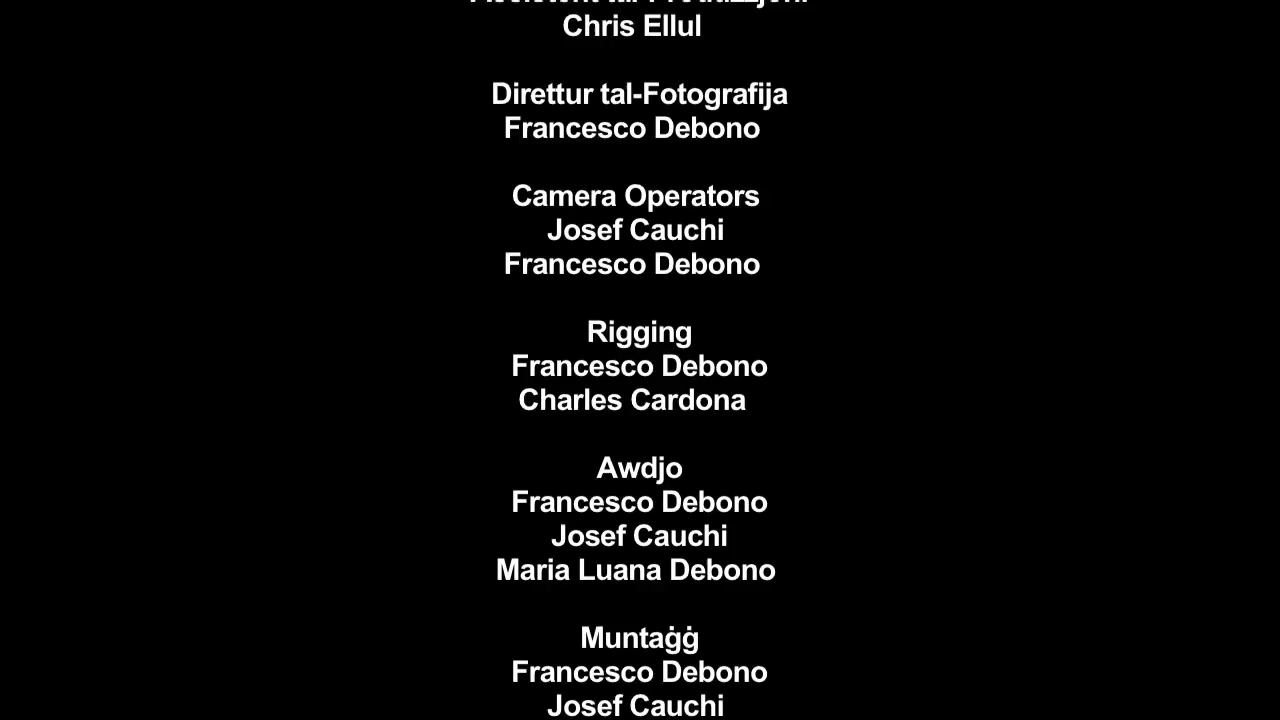 Chris Ellul
Direttur tal-Fotografija
Francesco Debono
Camera Operators
Josef Cauchi
Francesco Debono
Rigging
Francesco Debono
Charles Cardona
Awdjo
Francesco Debono
Josef Cauchi
Maria Luana Debono
Muntaġġ
Francesco Debono
Josef Cauchi